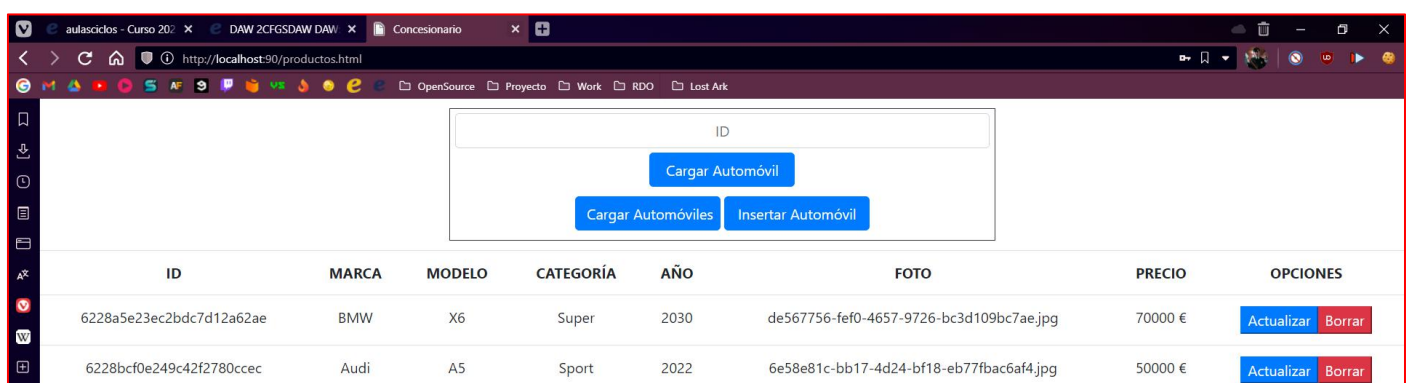 aulasciclos - Curso 202 DAW 2CFGSDAW DAW Concesionario
http://localhost:90/productos.html
OpenSource Proyecto Work RDO Lost Ark
ID
Cargar Automóvil
Cargar Automóviles Insertar Automóvil
ID MARCA MODELO CATEGORÍA AÑO FOTO PRECIO OPCIONES
6228a5e23ec2bdc7d12a62ae BMW X6 Super 2030 de567756-fef0-4657-9726-bc3d109bc7ae.jpg 70000 € Actualizar Borrar
6228bcf0e249c42f2780ccec Audi A5 Sport 2022 6e58e81c-bb17-4d24-bf18-eb77fbac6af4.jpg 50000 € Actualizar Borrar